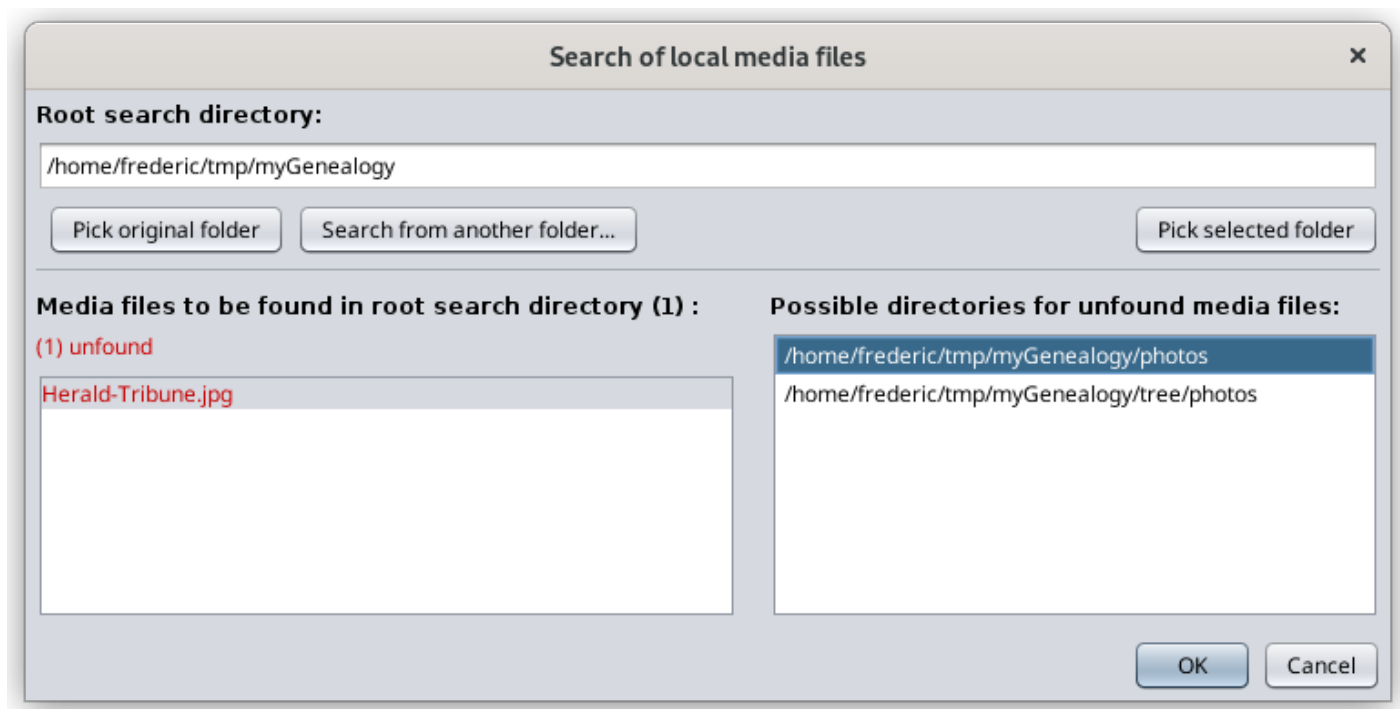 Search of local media files
×
Root search directory:
/home/frederic/tmp/myGenealogy
Pick original folder
Search from another folder...
Pick selected folder
Media files to be found in root search directory (1) :
(1) unfound
Herald-Tribune.jpg
Possible directories for unfound media files:
/home/frederic/tmp/myGenealogy/photos
/home/frederic/tmp/myGenealogy/tree/photos
OK
Cancel